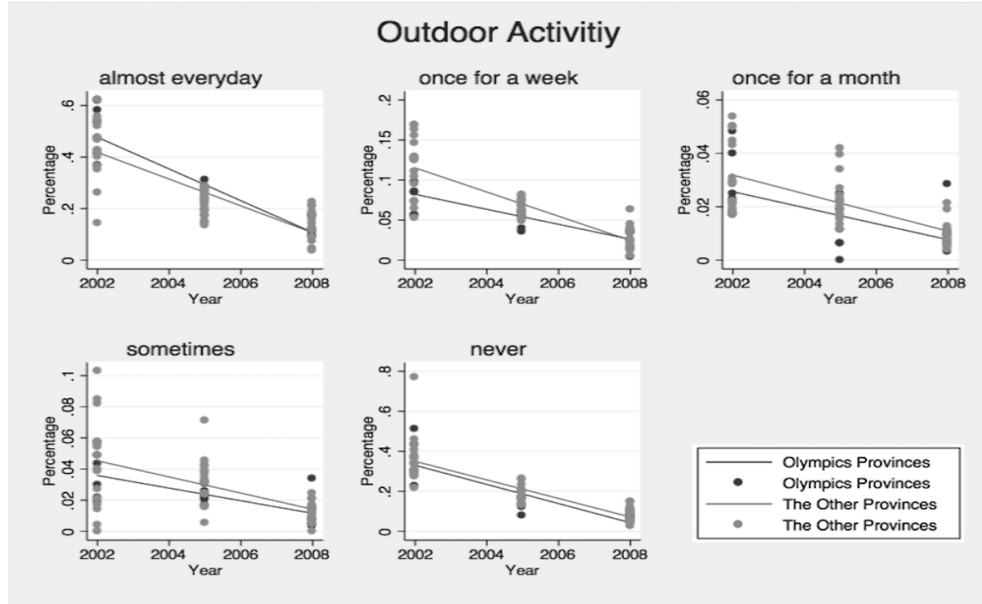 Outdoor Activitiy
almost everyday
once for a week
once for a month
Percentage
.6
.4
.2
0
2002 2004 2006 2008
Year
Percentage
.2
.15
.1
.05
0
2002 2004 2006 2008
Year
Percentage
.06
.04
.02
0
2002 2004 2006 2008
Year
sometimes
never
Percentage
.1
.08
.06
.04
.02
0
2002 2004 2006 2008
Year
Percentage
.8
.6
.4
.2
0
2002 2004 2006 2008
Year
Olympics Provinces
Olympics Provinces
The Other Provinces
The Other Provinces